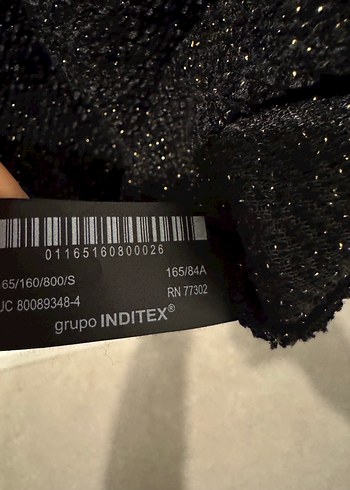 01165160800026
165/84A
65/160/800/S
RN 77302
UC 80089348-4
grupo INDITEX®